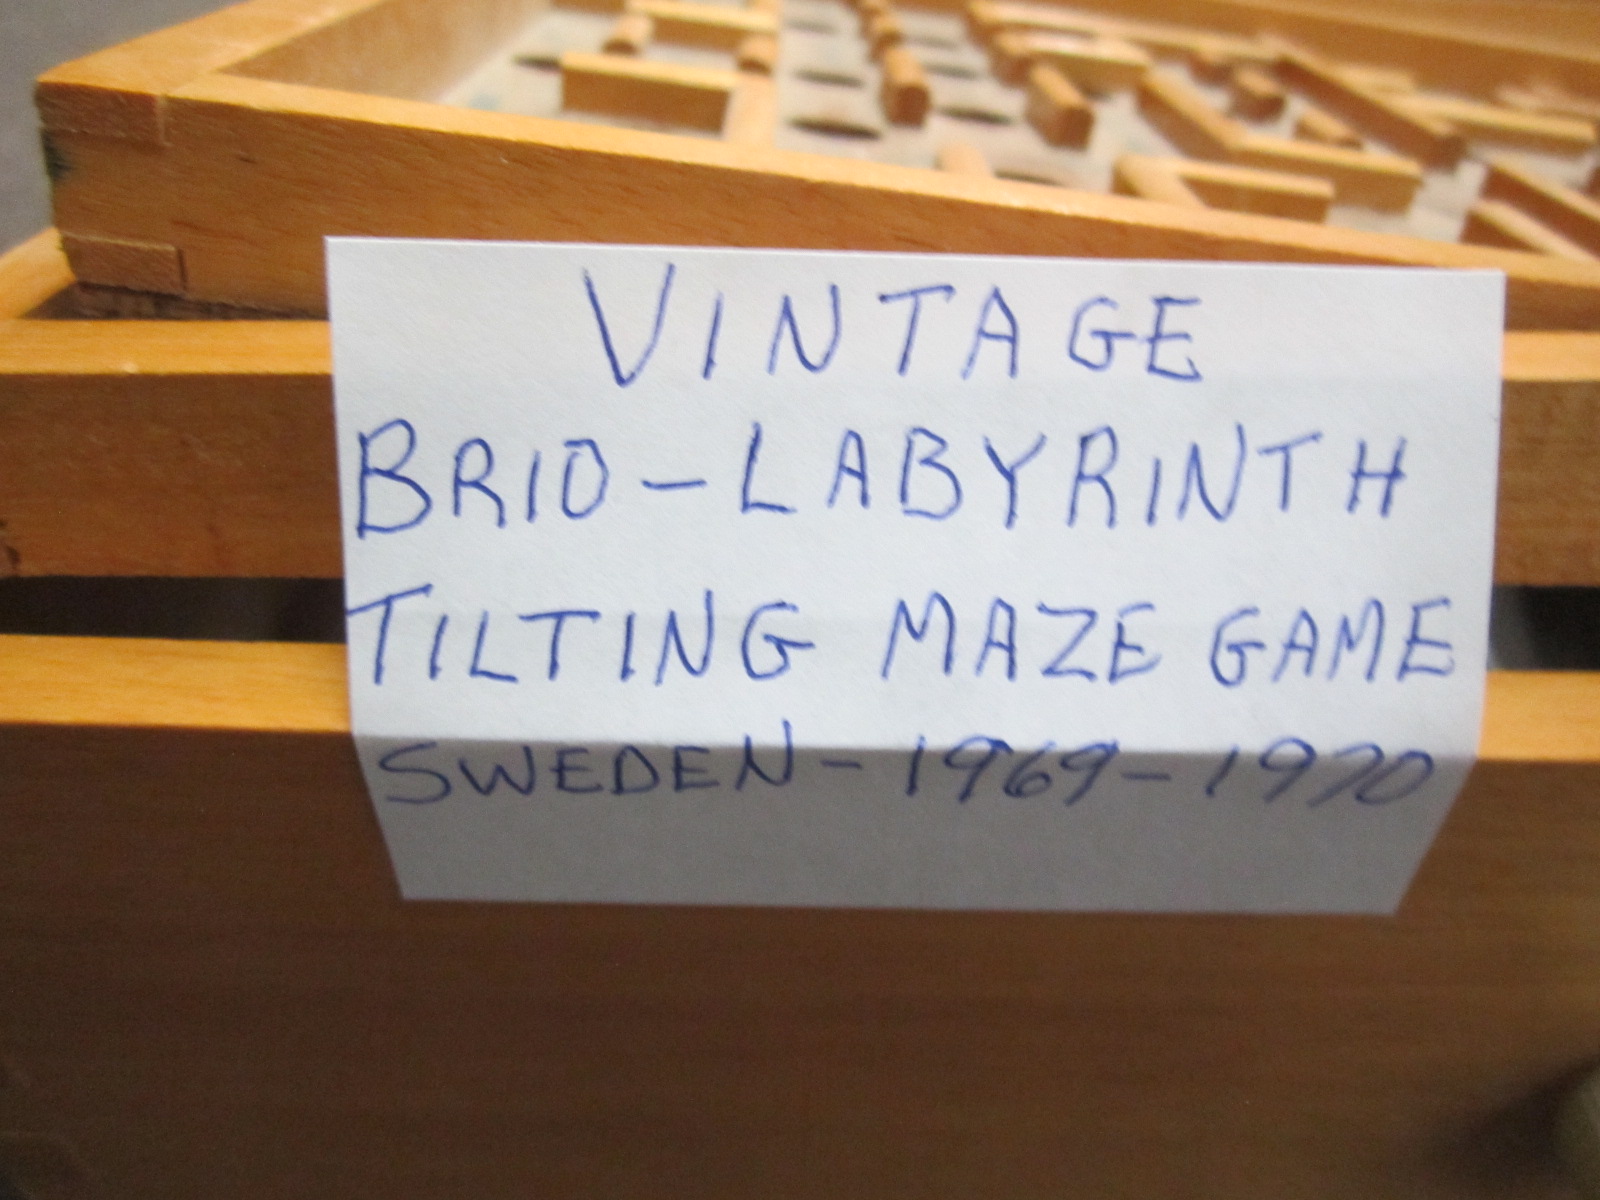 VINTAGE
BRIO-LABYRINTH
TILTING MAZE GAME
SWEDEN-1969-1970